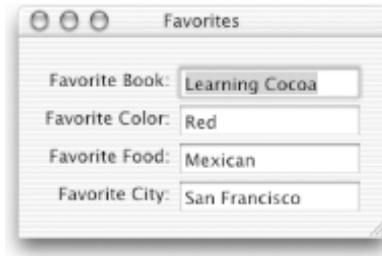 Favorites
Favorite Book: Learning Cocoa
Favorite Color: Red
Favorite Food: Mexican
Favorite City: San Francisco